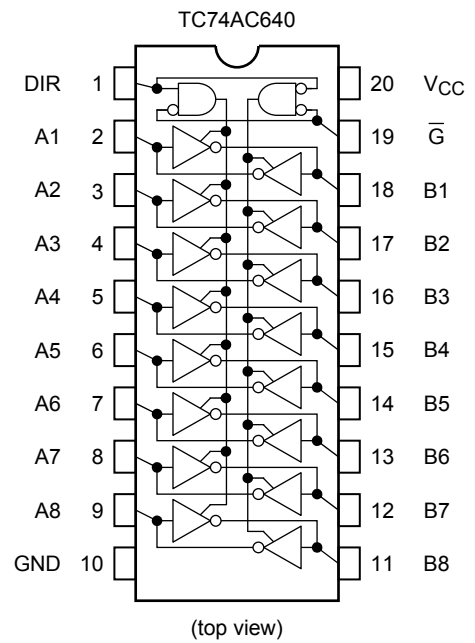 TC74AC640
DIR 1 20 VCC
A1 2 19 G̅
A2 3 18 B1
A3 4 17 B2
A4 5 16 B3
A5 6 15 B4
A6 7 14 B5
A7 8 13 B6
A8 9 12 B7
GND 10 11 B8
(top view)